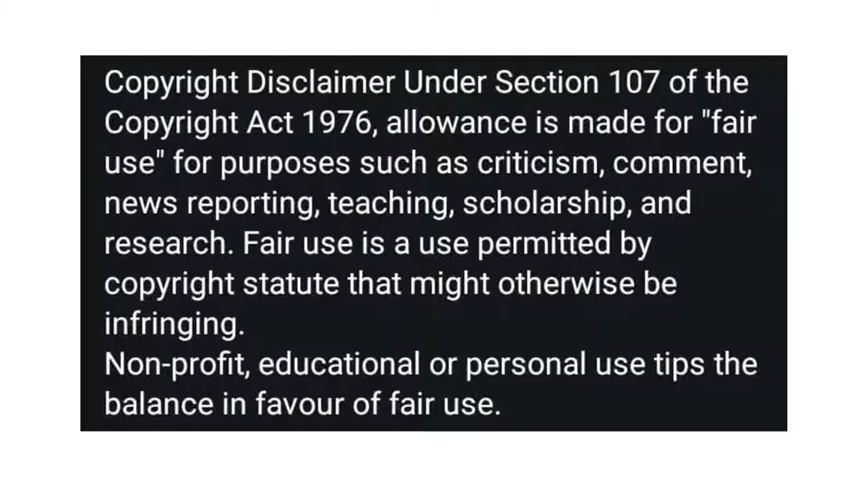 Copyright Disclaimer Under Section 107 of the
Copyright Act 1976, allowance is made for "fair
use" for purposes such as criticism, comment,
news reporting, teaching, scholarship, and
research. Fair use is a use permitted by
copyright statute that might otherwise be
infringing.
Non-profit, educational or personal use tips the
balance in favour of fair use.